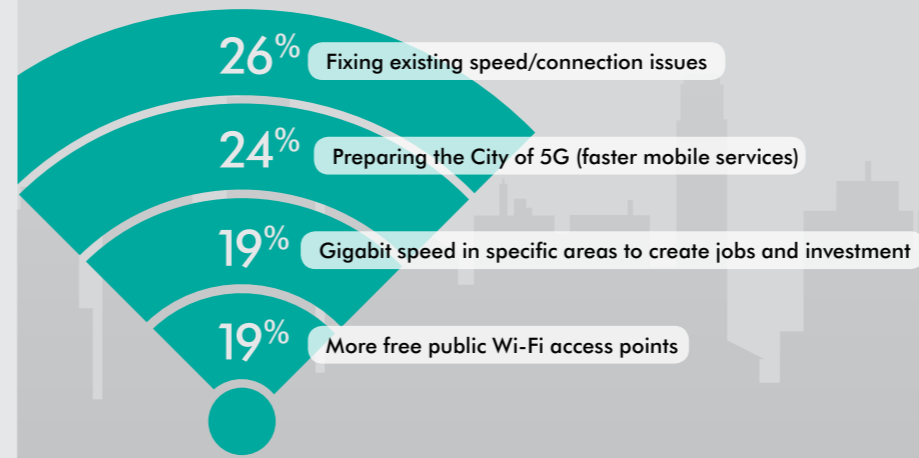 26% Fixing existing speed/connection issues
24% Preparing the City of 5G (faster mobile services)
19% Gigabit speed in specific areas to create jobs and investment
19% More free public Wi-Fi access points